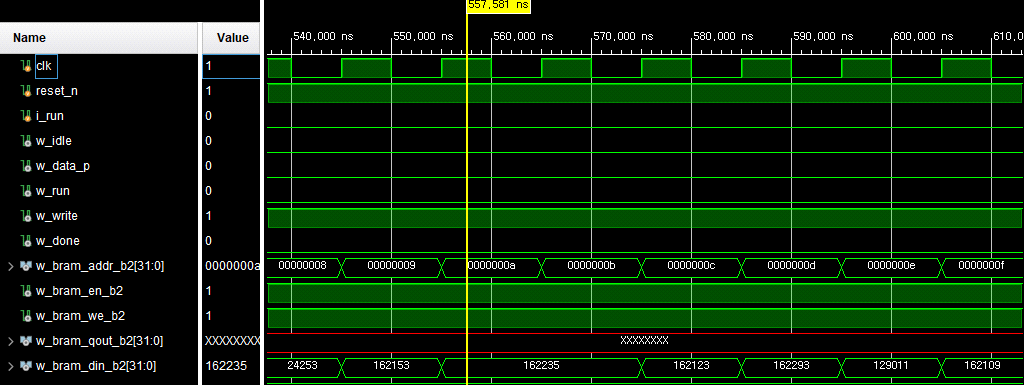 557,581 ns
Name Value
540,000 ns 550,000 ns 560,000 ns 570,000 ns 580,000 ns 590,000 ns 600,000 ns 610,0
clk 1
reset_n 1
i_run 0
w_idle 0
w_data_p 0
w_run 0
w_write 1
w_done 0
w_bram_addr_b2[31:0] 0000000a 00000008 00000009 0000000a 0000000b 0000000c 0000000d 0000000e 0000000f
w_bram_en_b2 1
w_bram_we_b2 1
w_bram_qout_b2[31:0] XXXXXXXX XXXXXXXX
w_bram_din_b2[31:0] 162235 24253 162153 162235 162123 162293 129011 162109